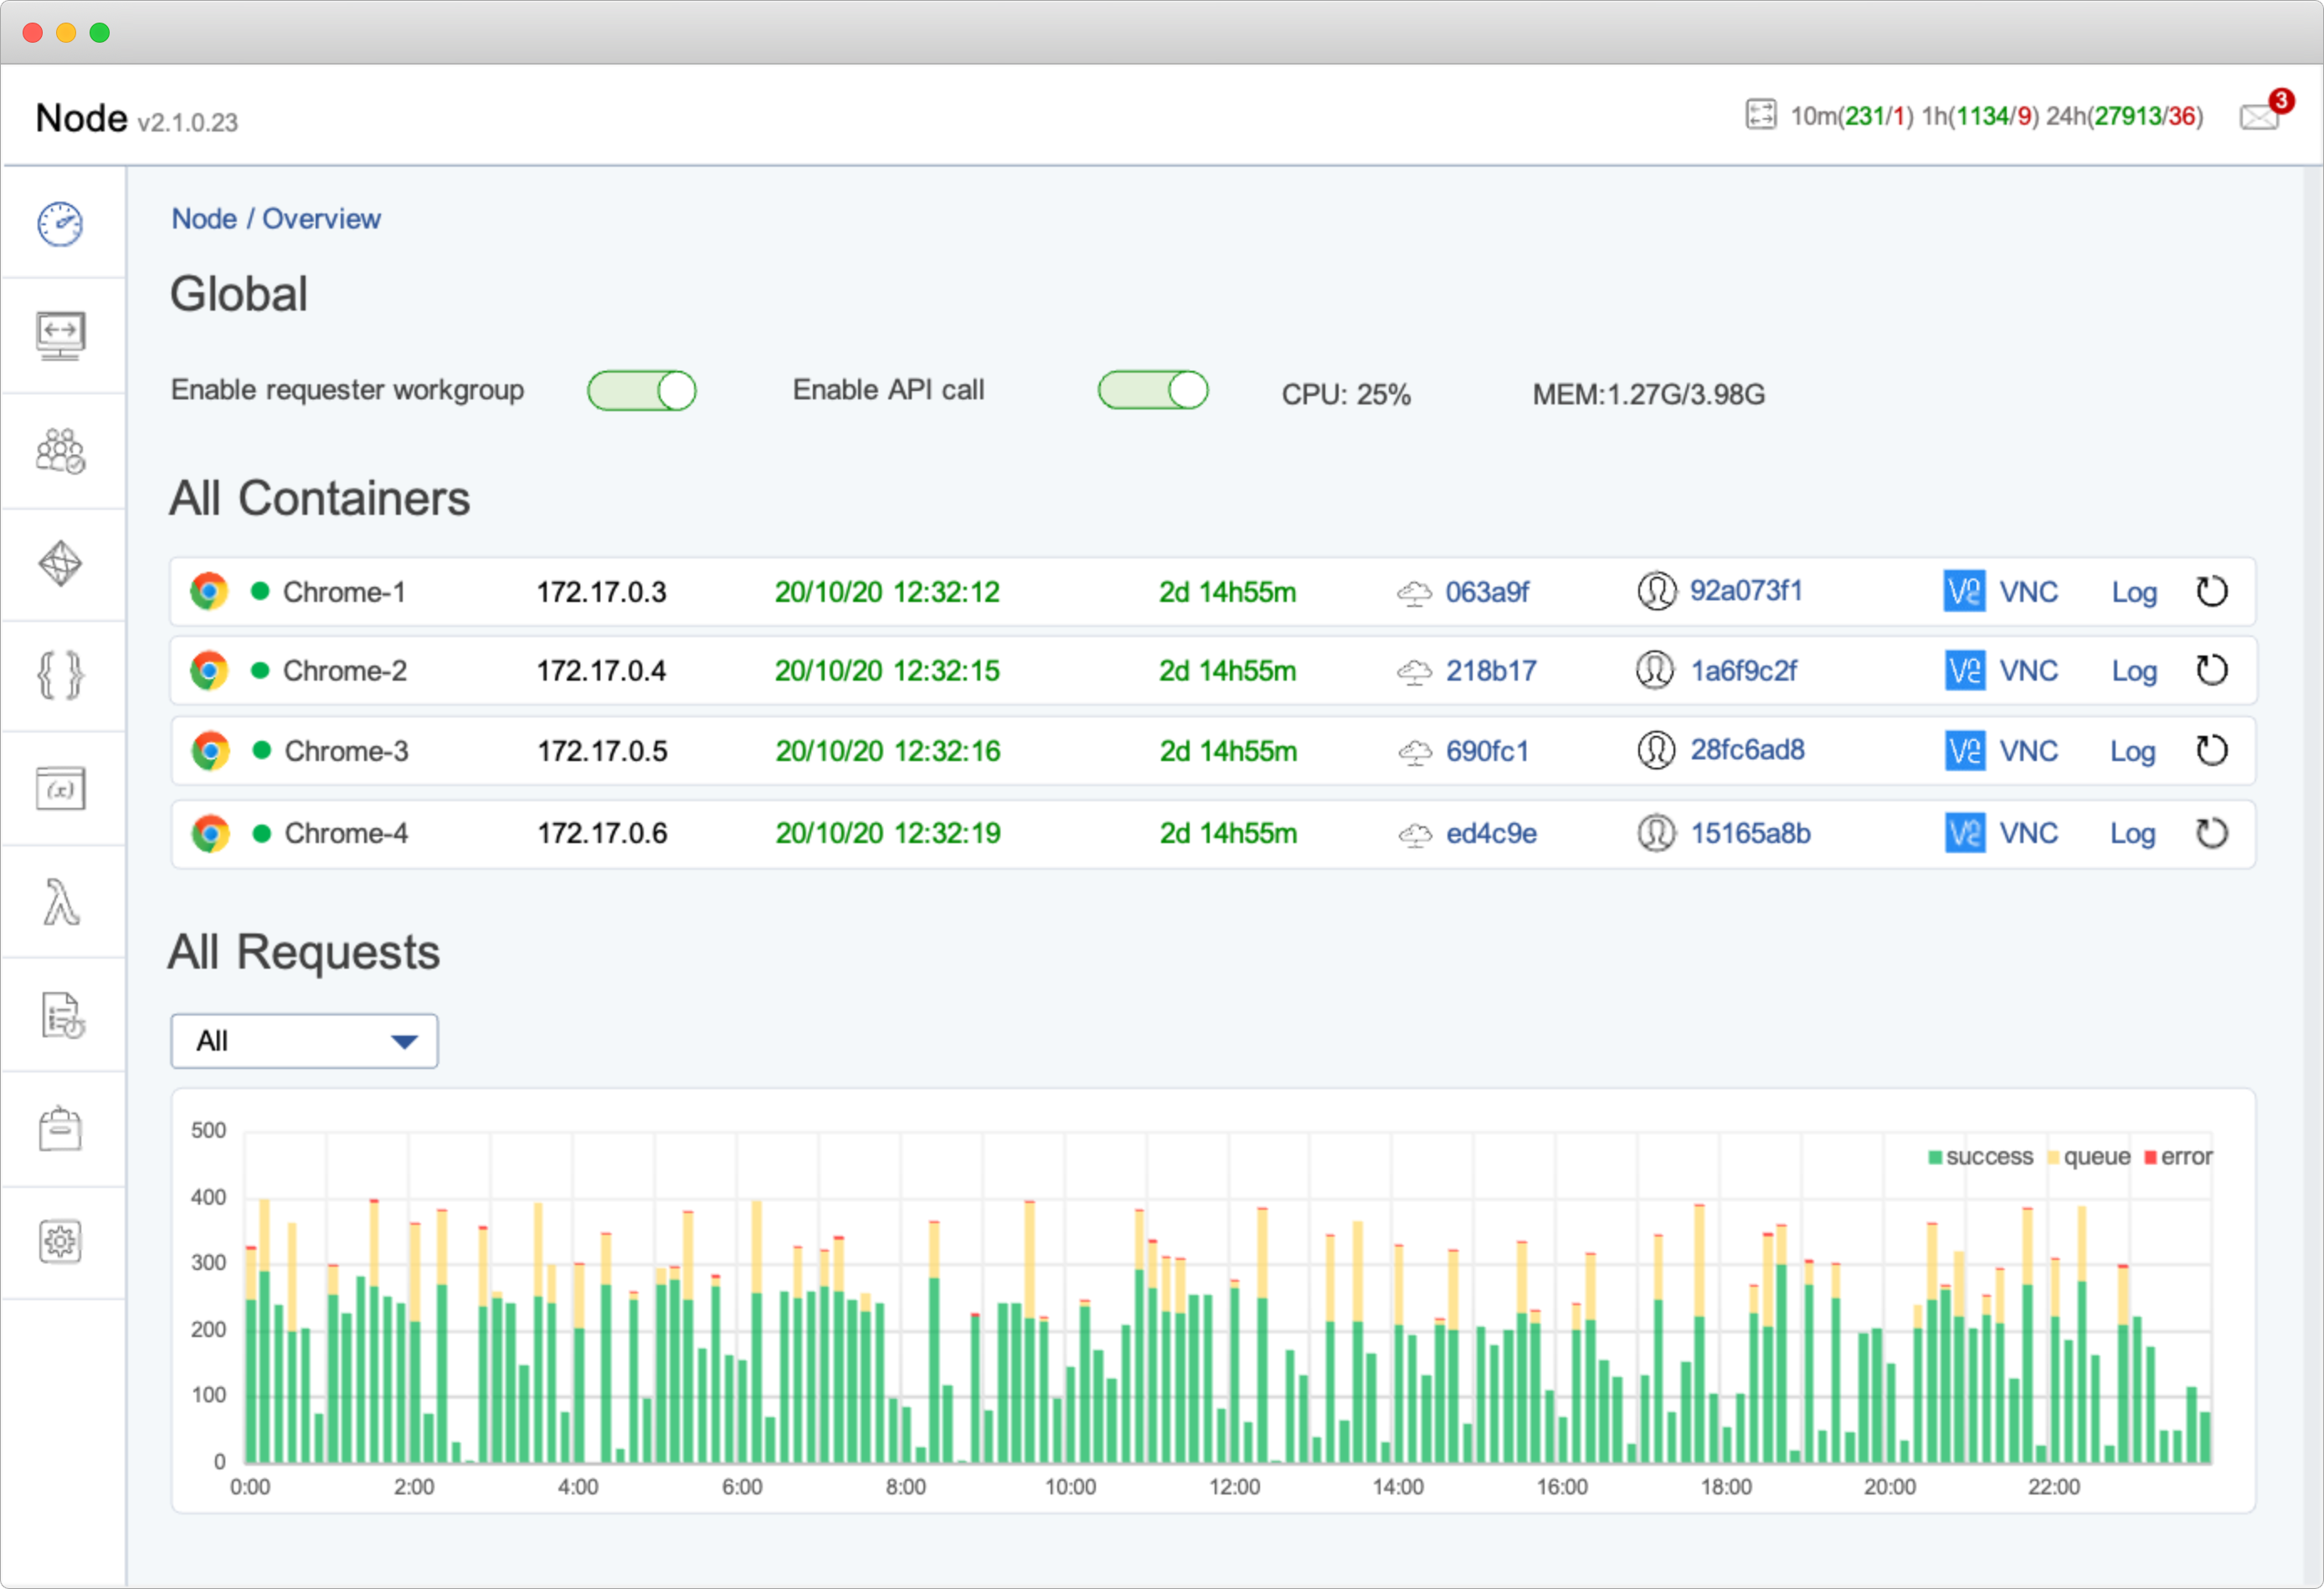 Node v2.1.0.23
10m(231/1) 1h(1134/9) 24h(27913/36)
3
Node / Overview
Global
Enable requester workgroup
Enable API call
CPU: 25%
MEM:1.27G/3.98G
All Containers
Chrome-1 172.17.0.3 20/10/20 12:32:12 2d 14h55m 063a9f 92a073f1 VNC Log
Chrome-2 172.17.0.4 20/10/20 12:32:15 2d 14h55m 218b17 1a6f9c2f VNC Log
Chrome-3 172.17.0.5 20/10/20 12:32:16 2d 14h55m 690fc1 28fc6ad8 VNC Log
Chrome-4 172.17.0.6 20/10/20 12:32:19 2d 14h55m ed4c9e 15165a8b VNC Log
{ }
(x)
λ
All Requests
All
success queue error
500
400
300
200
100
0
0:00 2:00 4:00 6:00 8:00 10:00 12:00 14:00 16:00 18:00 20:00 22:00